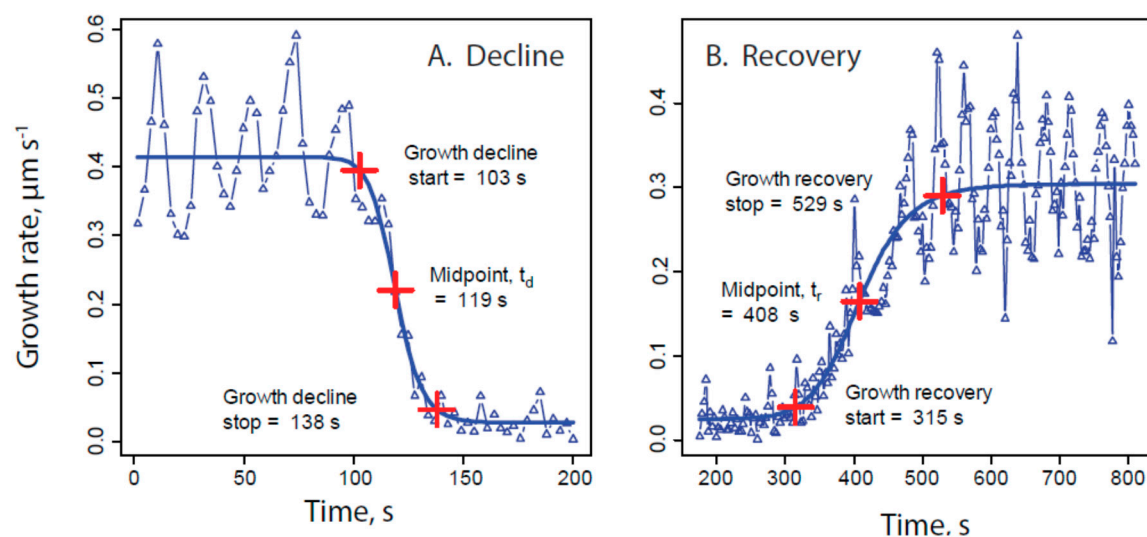 Growth rate, μm s⁻¹
0.0 0.1 0.2 0.3 0.4 0.5 0.6
A. Decline
Growth decline
start = 103 s
Midpoint, t_d
= 119 s
Growth decline
stop = 138 s
0 50 100 150 200
Time, s
0.0 0.1 0.2 0.3 0.4
B. Recovery
Growth recovery
stop = 529 s
Midpoint, t_r
= 408 s
Growth recovery
start = 315 s
200 300 400 500 600 700 800
Time, s